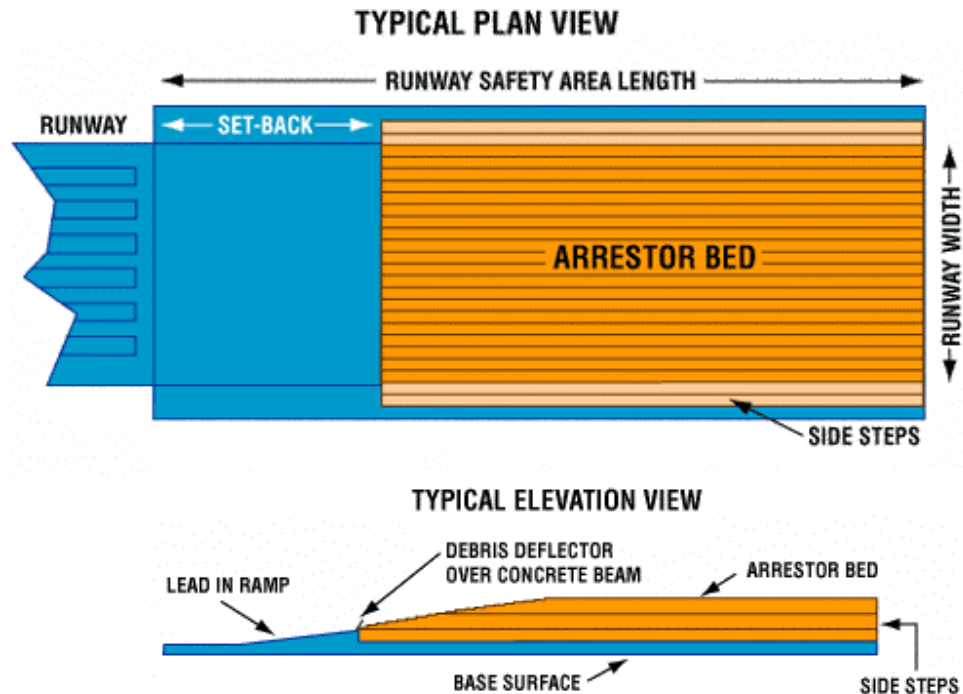 TYPICAL PLAN VIEW
RUNWAY SAFETY AREA LENGTH
RUNWAY
SET-BACK
ARRESTOR BED
RUNWAY WIDTH
SIDE STEPS
TYPICAL ELEVATION VIEW
DEBRIS DEFLECTOR
OVER CONCRETE BEAM
LEAD IN RAMP
ARRESTOR BED
BASE SURFACE
SIDE STEPS